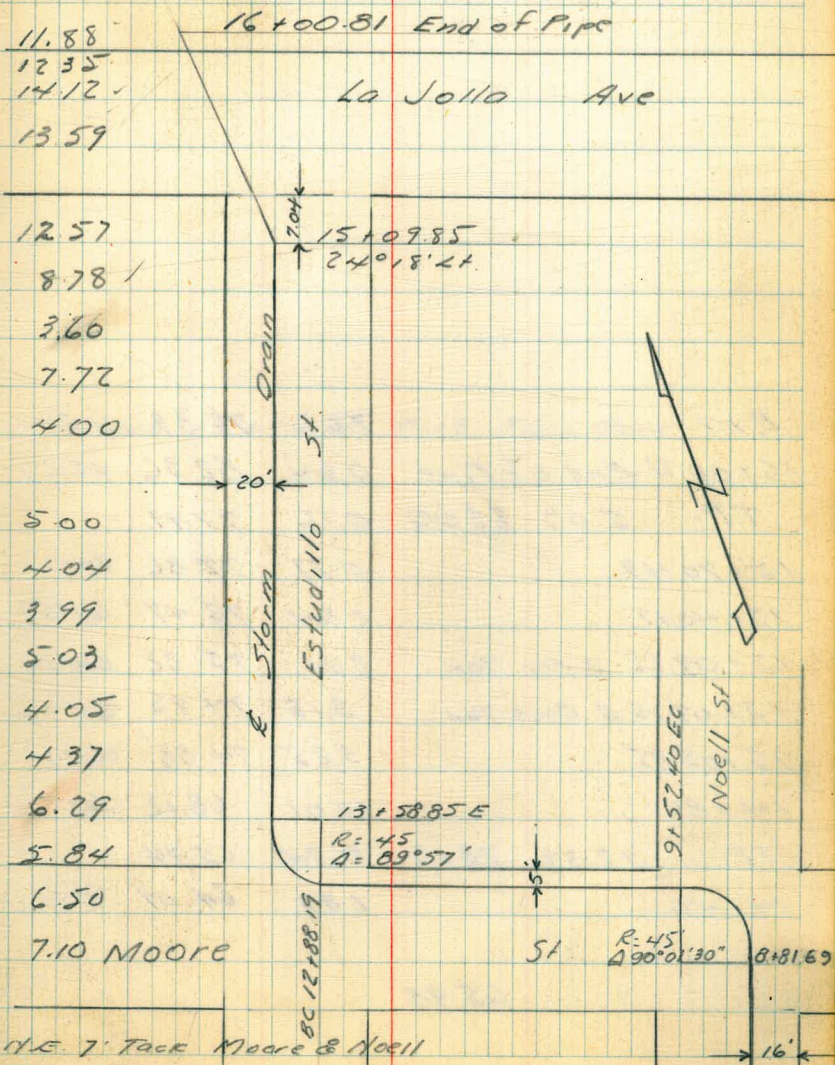 16+00.81 End of Pipe
11.88
12.35
14.12
La Jolla Ave
13.59
7.04
12.57
15+09.85
24°18' Lt.
8.78
3.60
7.72
4.00
20'
5.00
4.04
3.99
5.03
4.05
4.37
6.29
5.84
6.50
7.10 Moore St
℄ Storm Drain
Estudillo St.
13+58.85 E
R=45
Δ=89°57'
BC 12+88.19
5'
9+52.40 EC
Noell St.
R=45'
Δ90°01'30"
8+81.69
N.E. 7' Tack Moore & Noell
16'